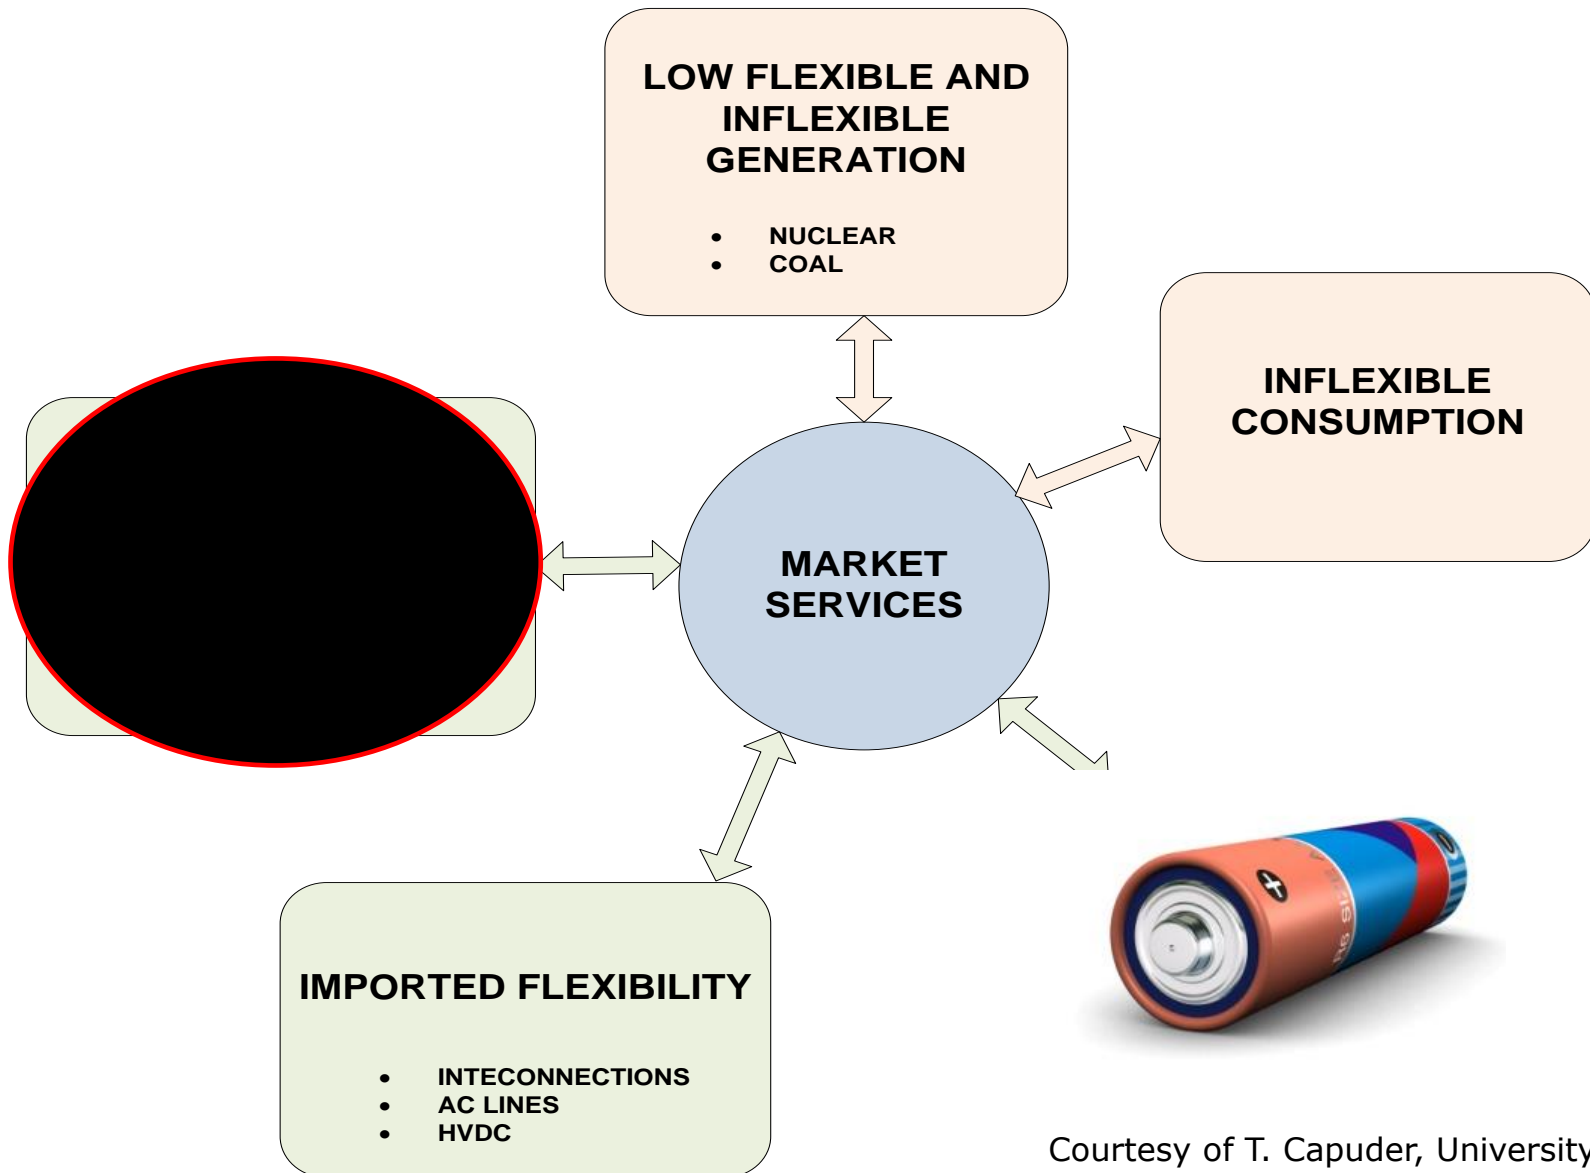 LOW FLEXIBLE AND
INFLEXIBLE
GENERATION
• NUCLEAR
• COAL
INFLEXIBLE
CONSUMPTION
MARKET
SERVICES
IMPORTED FLEXIBILITY
• INTECONNECTIONS
• AC LINES
• HVDC
Courtesy of T. Capuder, University